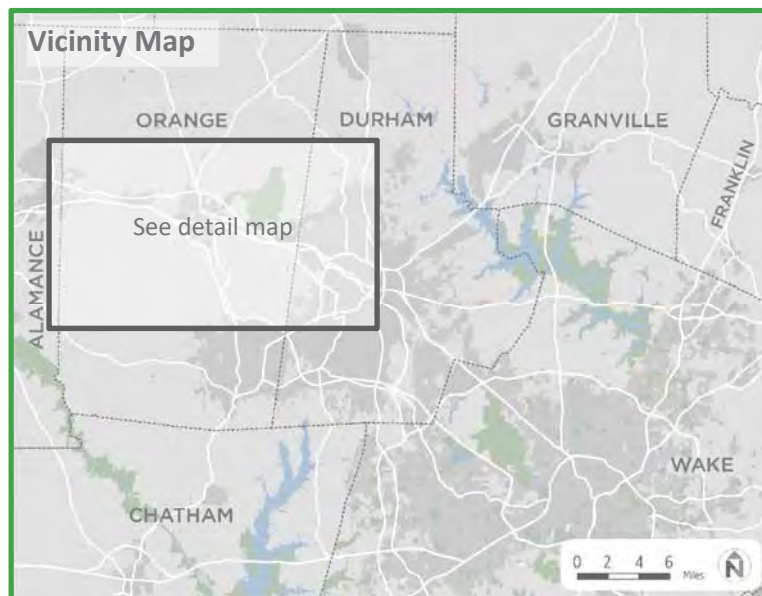 Vicinity Map
ORANGE
DURHAM
GRANVILLE
FRANKLIN
See detail map
ALAMANCE
WAKE
CHATHAM
0 2 4 6
Miles
N